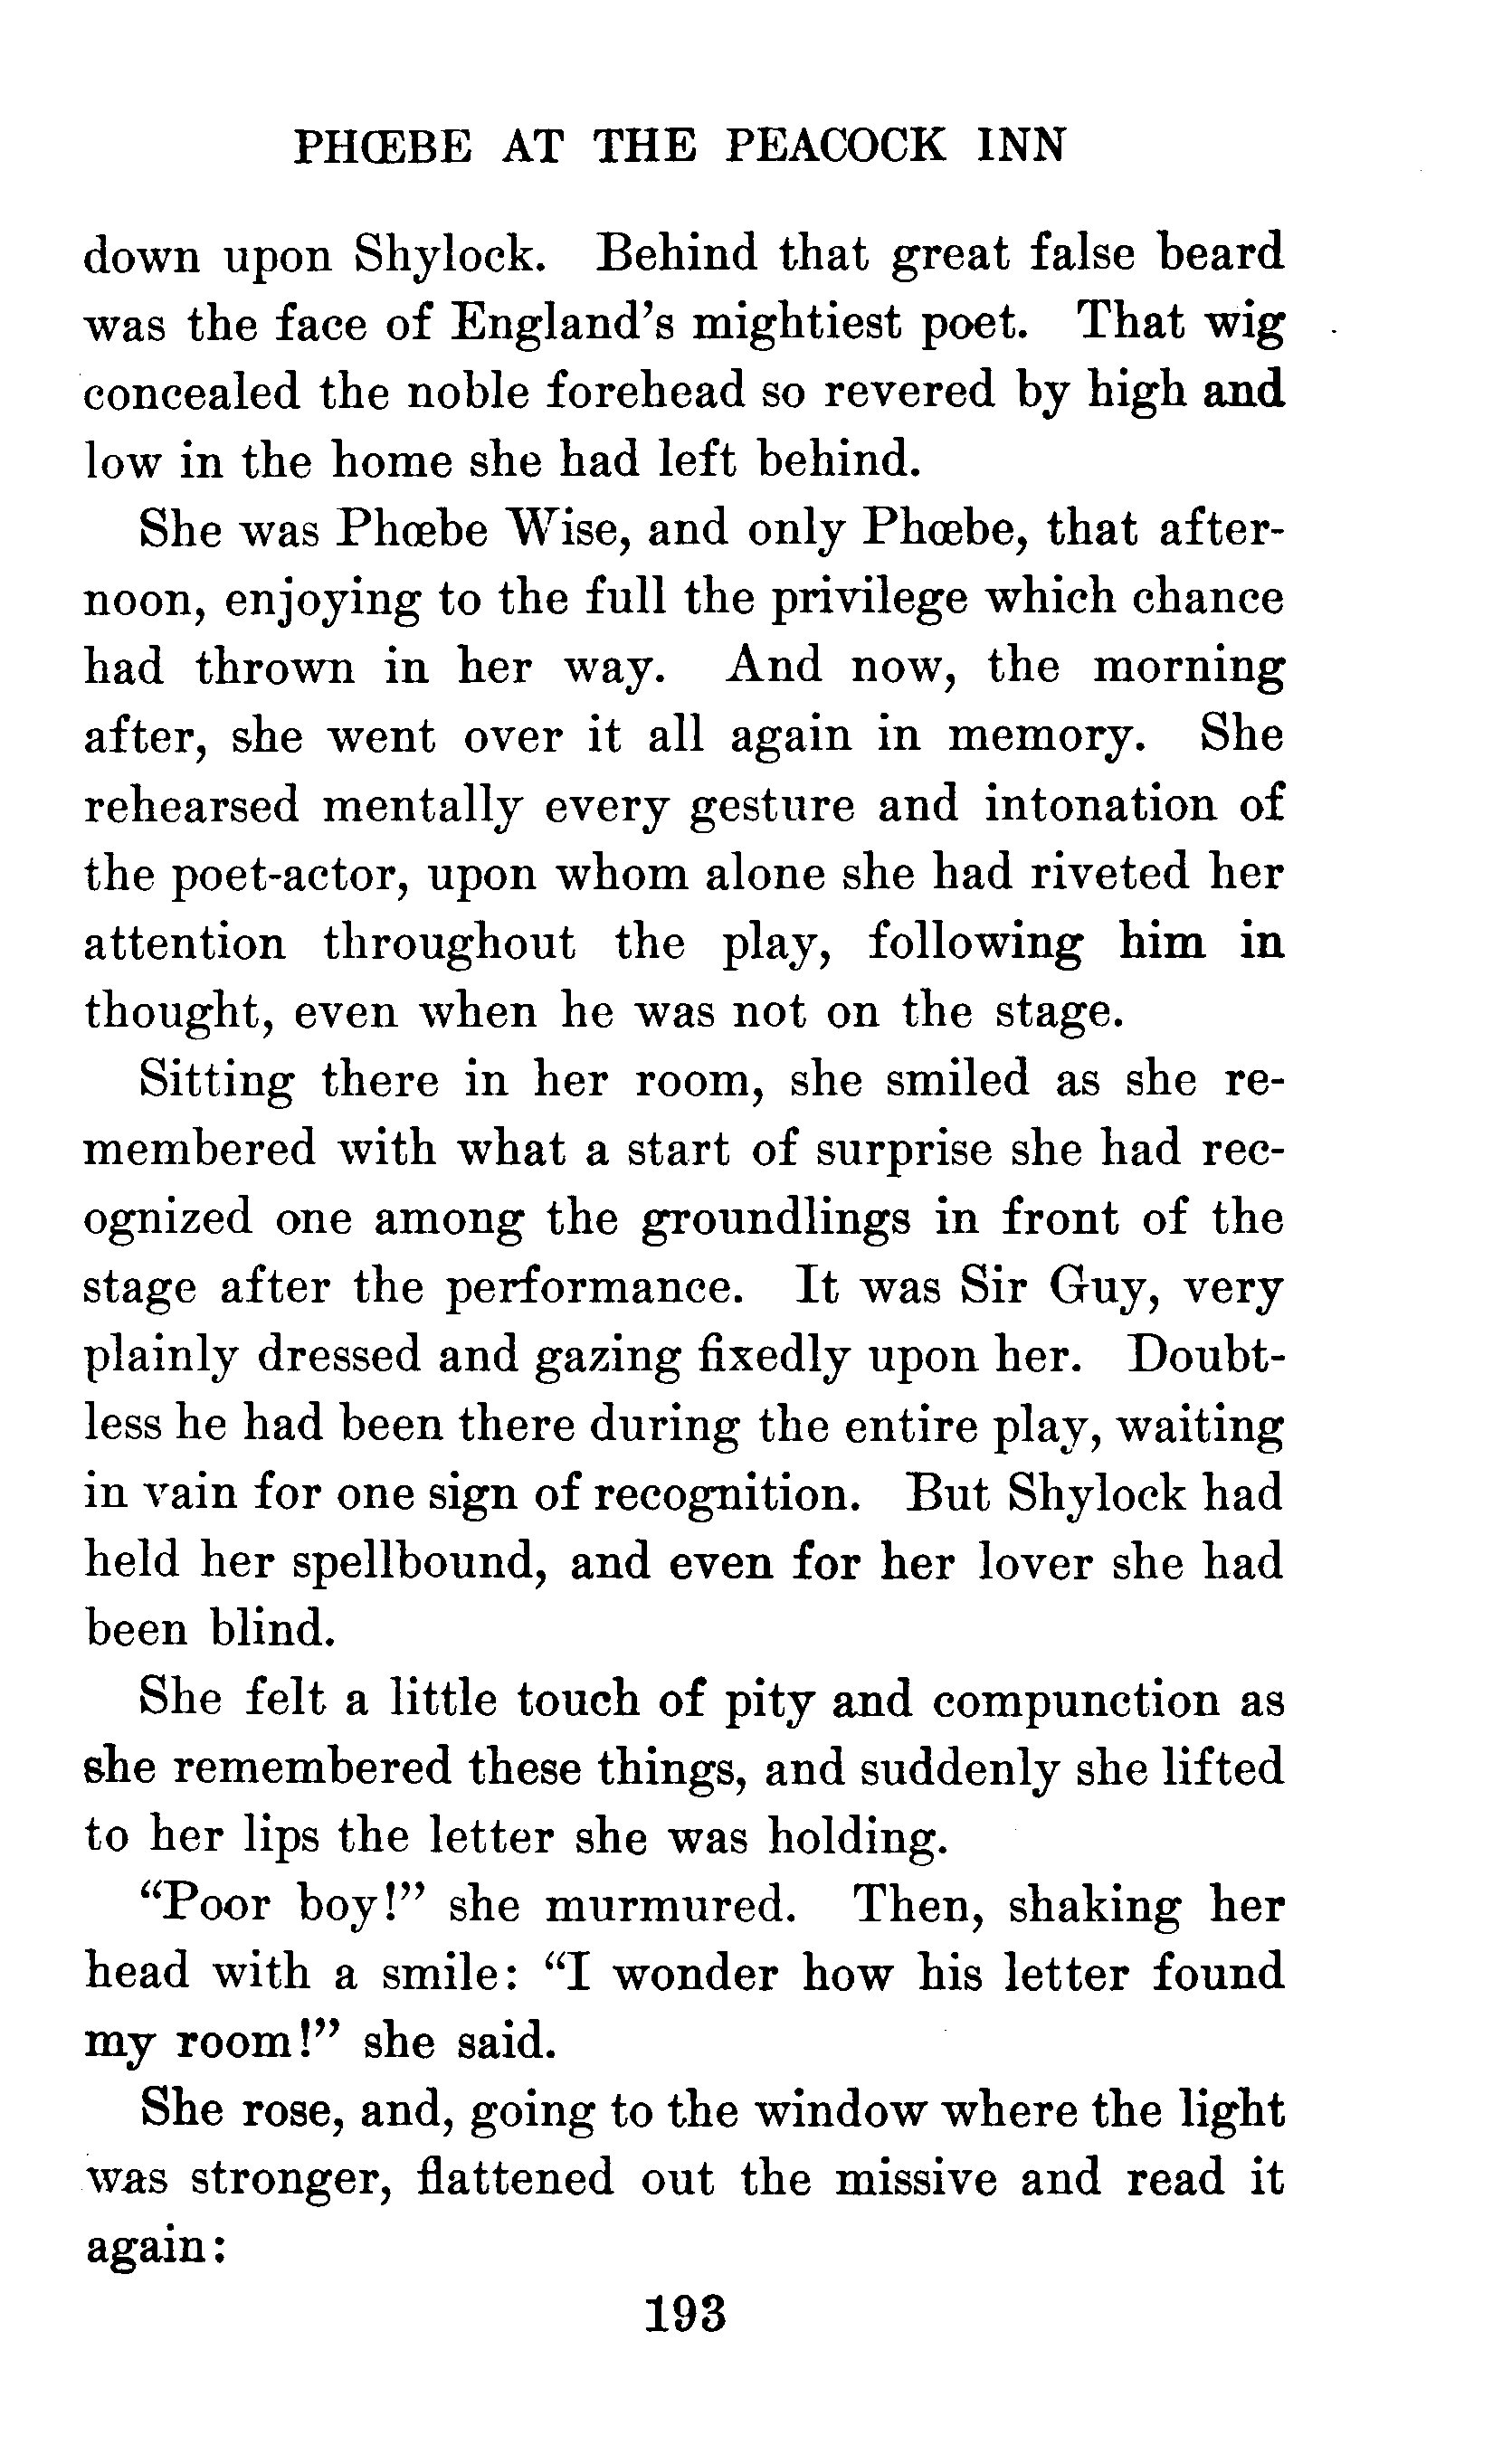 PHŒBE AT THE PEACOCK INN
down upon Shylock. Behind that great false beard
was the face of England's mightiest poet. That wig
concealed the noble forehead so revered by high and
low in the home she had left behind.
She was Phœbe Wise, and only Phœbe, that after-
noon, enjoying to the full the privilege which chance
had thrown in her way. And now, the morning
after, she went over it all again in memory. She
rehearsed mentally every gesture and intonation of
the poet-actor, upon whom alone she had riveted her
attention throughout the play, following him in
thought, even when he was not on the stage.
Sitting there in her room, she smiled as she re-
membered with what a start of surprise she had rec-
ognized one among the groundlings in front of the
stage after the performance. It was Sir Guy, very
plainly dressed and gazing fixedly upon her. Doubt-
less he had been there during the entire play, waiting
in vain for one sign of recognition. But Shylock had
held her spellbound, and even for her lover she had
been blind.
She felt a little touch of pity and compunction as
she remembered these things, and suddenly she lifted
to her lips the letter she was holding.
“Poor boy!” she murmured. Then, shaking her
head with a smile: “I wonder how his letter found
my room!” she said.
She rose, and, going to the window where the light
was stronger, flattened out the missive and read it
again:
193